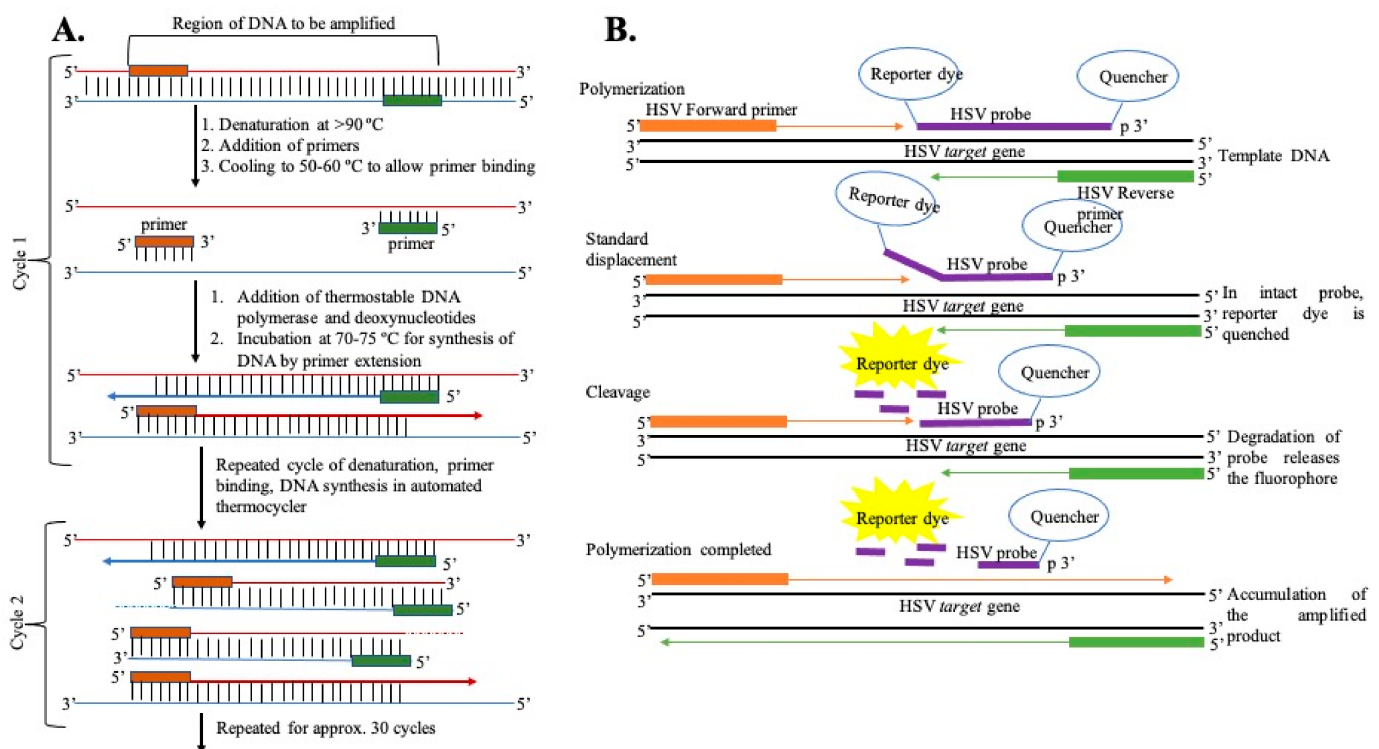 A.
Region of DNA to be amplified
5’
3’
3’
5’
1. Denaturation at >90 ºC
2. Addition of primers
3. Cooling to 50-60 ºC to allow primer binding
5’
3’
primer
5’
3’
3’
5’
primer
3’
5’
Cycle 1
1. Addition of thermostable DNA
polymerase and deoxynucleotides
2. Incubation at 70-75 ºC for synthesis of
DNA by primer extension
5’
3’
5’
5’
3’
5’
Repeated cycle of denaturation, primer
binding, DNA synthesis in automated
thermocycler
Cycle 2
5’
3’
5’
5’
3’
5’
5’
3’
5’
5’
3’
5’
Repeated for approx. 30 cycles
B.
Reporter dye
Quencher
Polymerization
HSV Forward primer
HSV probe
5’
p 3’
3’
5’
HSV target gene
Template DNA
5’
3’
5’
HSV Reverse
primer
Reporter dye
Quencher
Standard
displacement
HSV probe
5’
p 3’
3’
5’
HSV target gene
5’
3’
5’
In intact probe,
reporter dye is
quenched
Reporter dye
Quencher
Cleavage
HSV probe
5’
p 3’
3’
5’
HSV target gene
5’
3’
5’
Degradation of
probe releases
the fluorophore
Reporter dye
Quencher
Polymerization completed
HSV probe
p 3’
5’
3’
5’
HSV target gene
5’
3’
5’
Accumulation of
the amplified
product